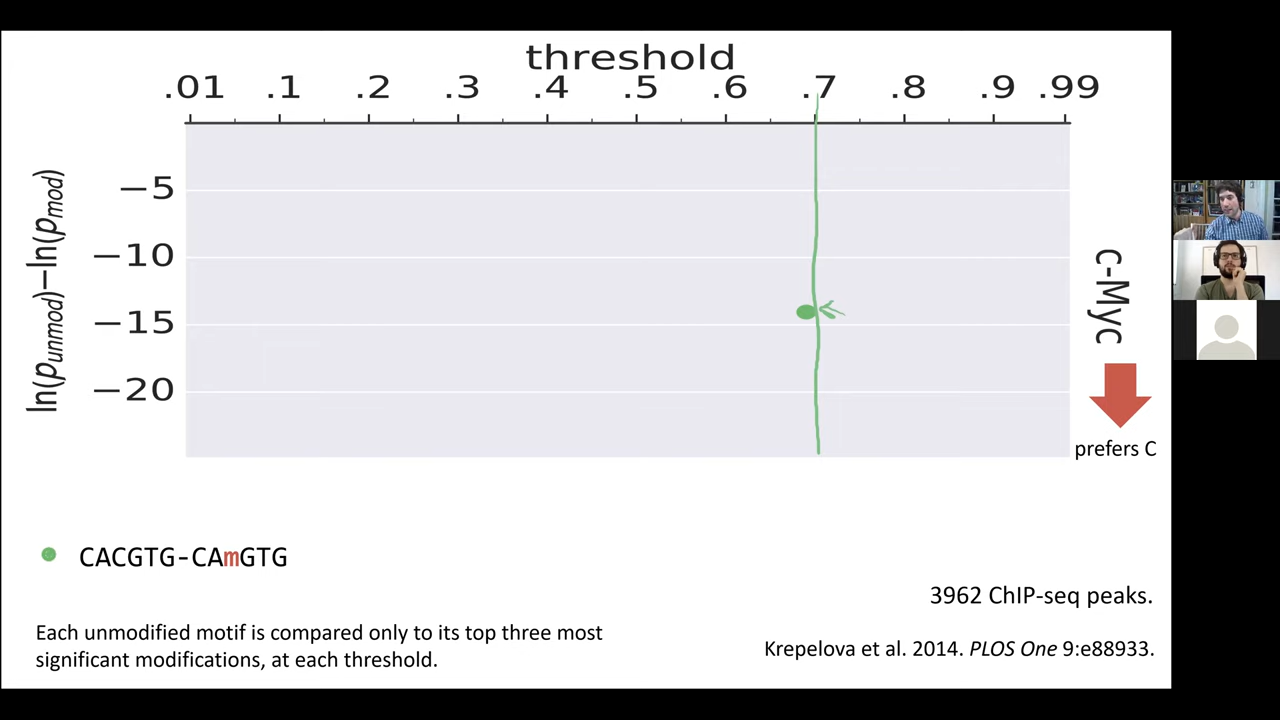 threshold
.01 .1 .2 .3 .4 .5 .6 .7 .8 .9 .99
ln(p_unmod)−ln(p_mod)
−5
−10
−15
−20
c-Myc
prefers C
CACGTG-CAmGTG
3962 ChIP-seq peaks.
Each unmodified motif is compared only to its top three most
significant modifications, at each threshold.
Krepelova et al. 2014. PLOS One 9:e88933.